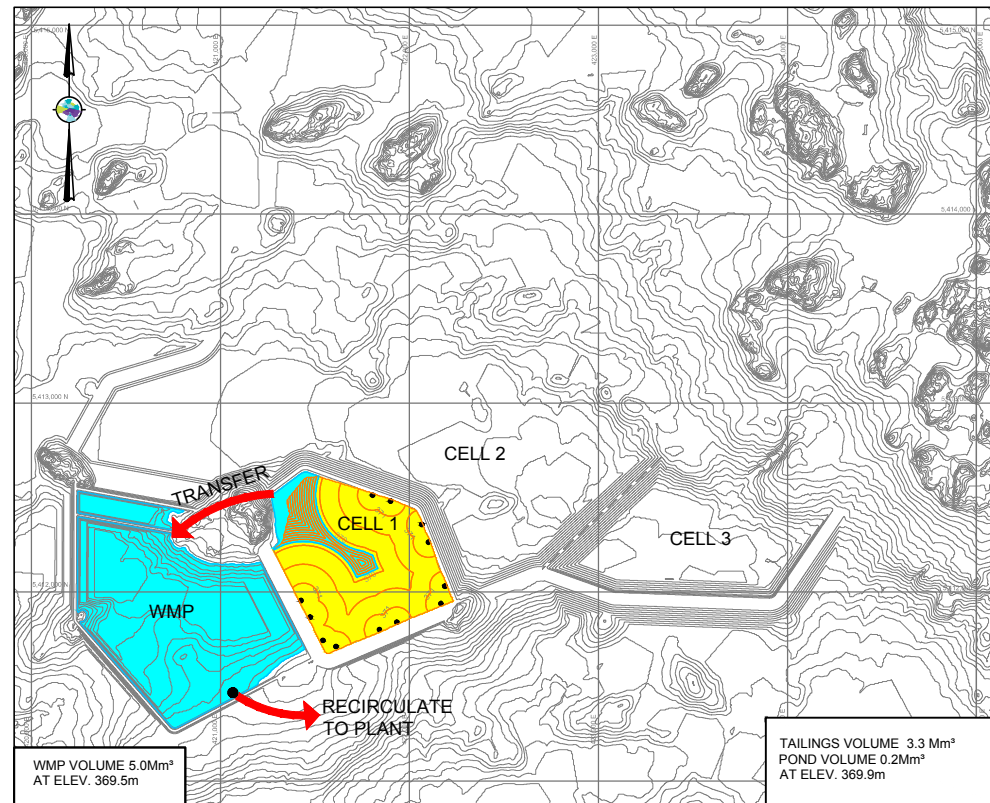 5,414,000 N
5,413,000 N
CELL 2
TRANSFER
CELL 1
CELL 3
5,412,000 N
WMP
RECIRCULATE
TO PLANT
421,000 E
WMP VOLUME 5.0Mm³
AT ELEV. 369.5m
TAILINGS VOLUME 3.3 Mm³
POND VOLUME 0.2Mm³
AT ELEV. 369.9m